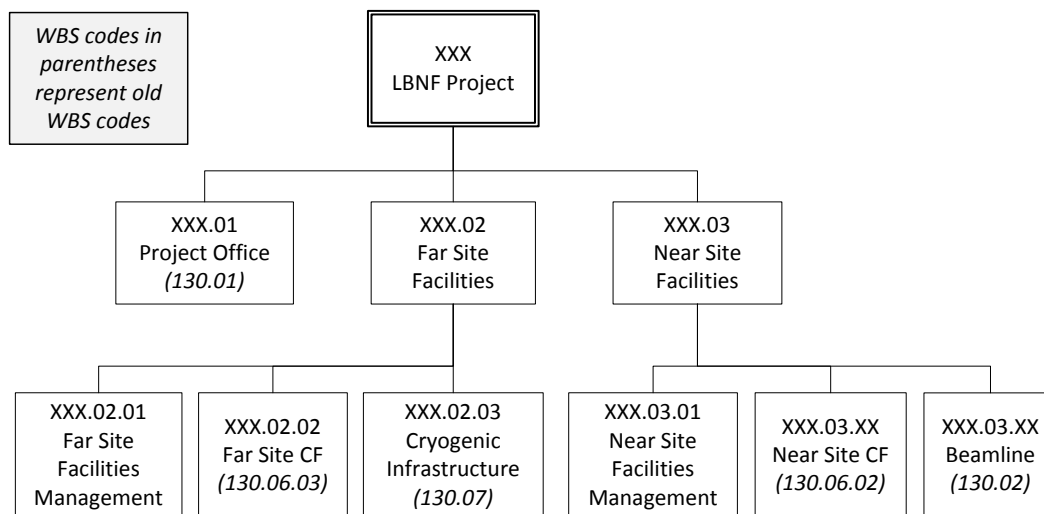 WBS codes in
parentheses
represent old
WBS codes
XXX
LBNF Project
XXX.01
Project Office
(130.01)
XXX.02
Far Site
Facilities
XXX.03
Near Site
Facilities
XXX.02.01
Far Site
Facilities
Management
XXX.02.02
Far Site CF
(130.06.03)
XXX.02.03
Cryogenic
Infrastructure
(130.07)
XXX.03.01
Near Site
Facilities
Management
XXX.03.XX
Near Site CF
(130.06.02)
XXX.03.XX
Beamline
(130.02)